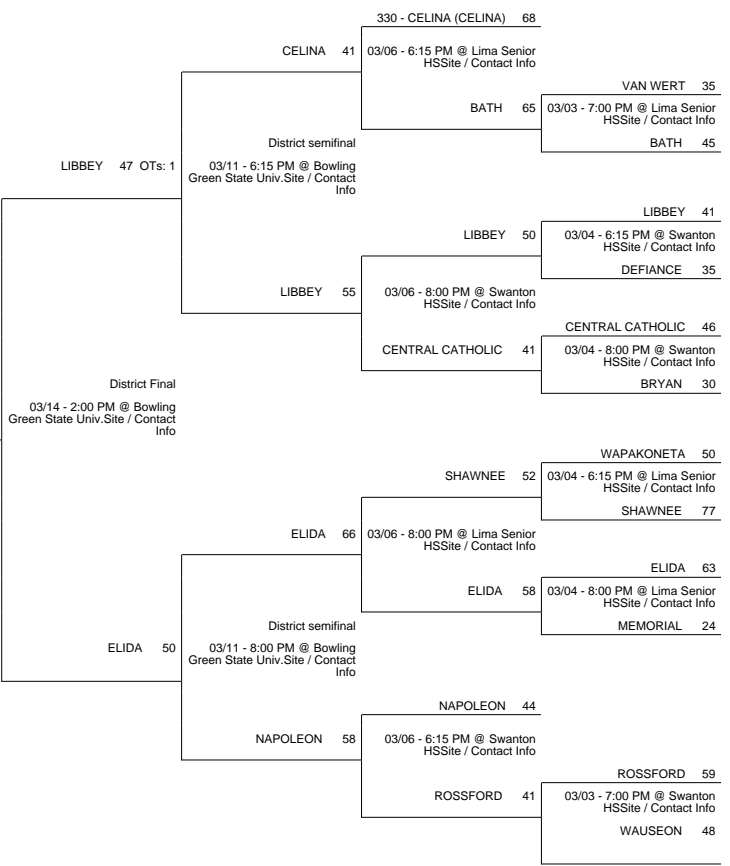 330 - CELINA (CELINA) 68
CELINA 41
03/06 - 6:15 PM @ Lima Senior
HSSite / Contact Info
VAN WERT 35
BATH 65
03/03 - 7:00 PM @ Lima Senior
HSSite / Contact Info
BATH 45
District semifinal
LIBBEY 47 OTs: 1
03/11 - 6:15 PM @ Bowling
Green State Univ.Site / Contact
Info
LIBBEY 41
LIBBEY 50
03/04 - 6:15 PM @ Swanton
HSSite / Contact Info
DEFIANCE 35
LIBBEY 55
03/06 - 8:00 PM @ Swanton
HSSite / Contact Info
CENTRAL CATHOLIC 46
CENTRAL CATHOLIC 41
03/04 - 8:00 PM @ Swanton
HSSite / Contact Info
BRYAN 30
District Final
03/14 - 2:00 PM @ Bowling
Green State Univ.Site / Contact
Info
WAPAKONETA 50
SHAWNEE 52
03/04 - 6:15 PM @ Lima Senior
HSSite / Contact Info
SHAWNEE 77
ELIDA 66
03/06 - 8:00 PM @ Lima Senior
HSSite / Contact Info
ELIDA 63
ELIDA 58
03/04 - 8:00 PM @ Lima Senior
HSSite / Contact Info
MEMORIAL 24
District semifinal
ELIDA 50
03/11 - 8:00 PM @ Bowling
Green State Univ.Site / Contact
Info
NAPOLEON 44
NAPOLEON 58
03/06 - 6:15 PM @ Swanton
HSSite / Contact Info
ROSSFORD 59
ROSSFORD 41
03/03 - 7:00 PM @ Swanton
HSSite / Contact Info
WAUSEON 48